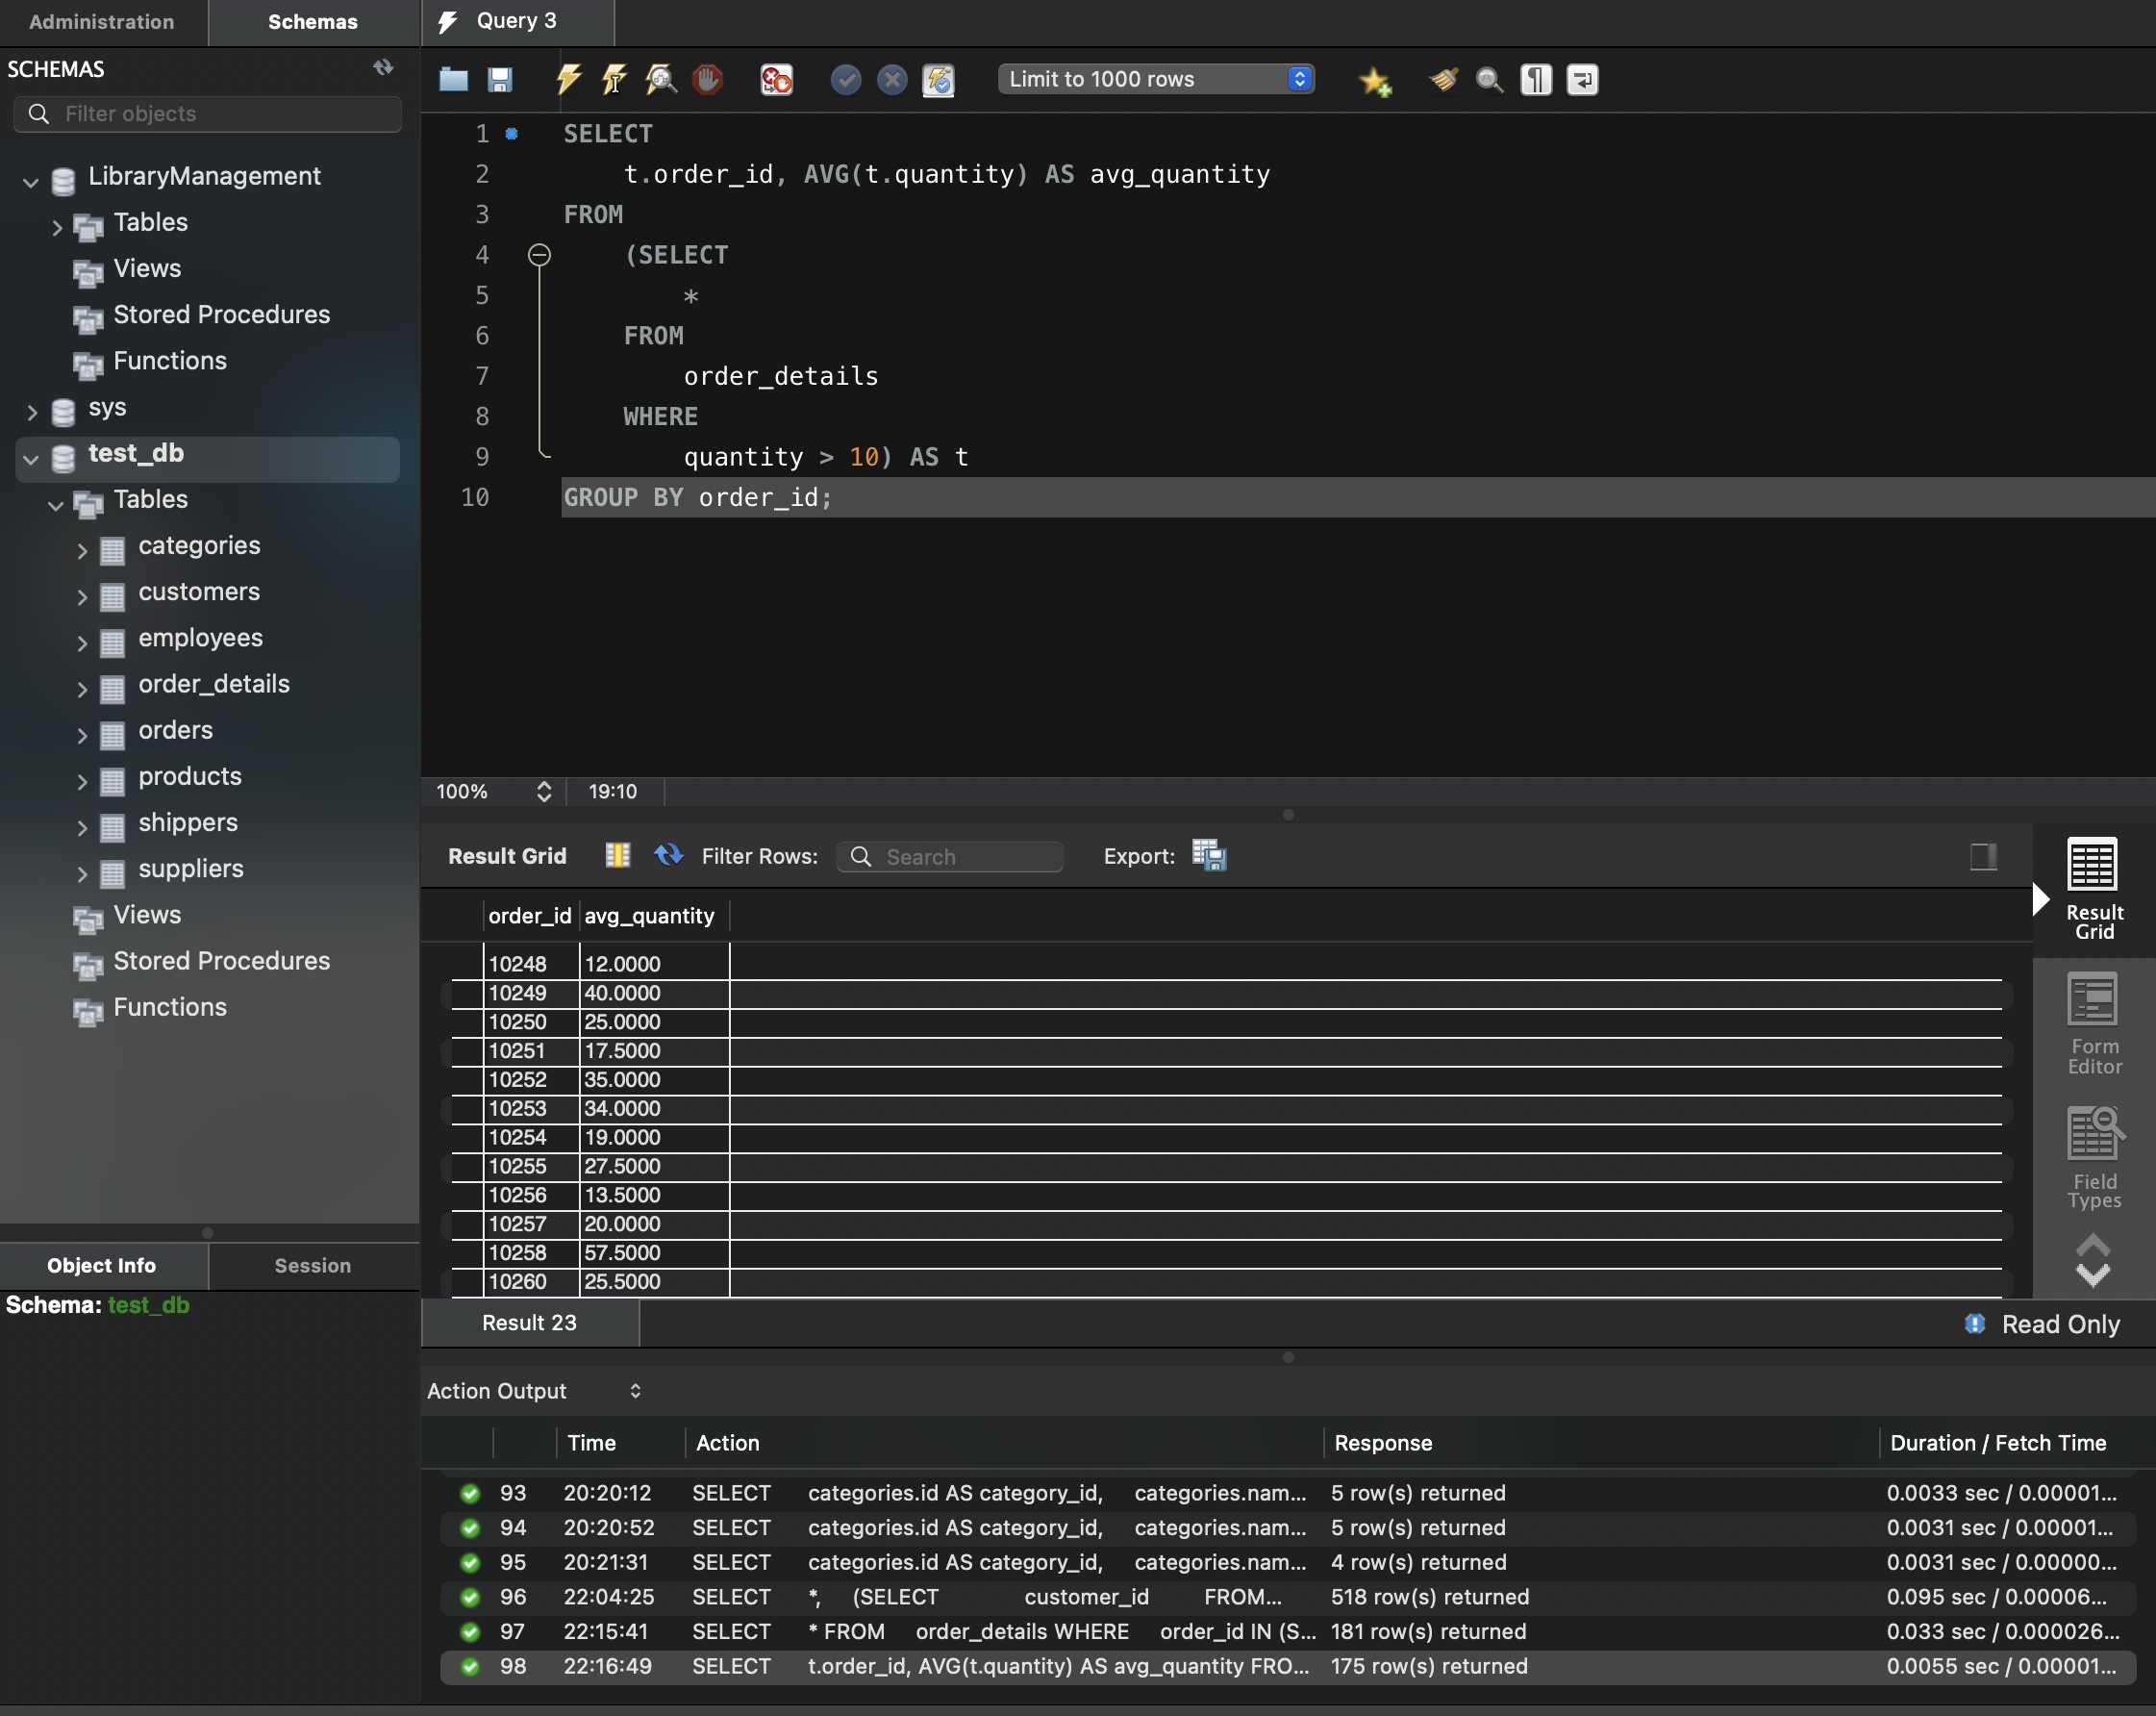 Administration
Schemas
Query 3
SCHEMAS
Filter objects
LibraryManagement
Tables
Views
Stored Procedures
Functions
sys
test_db
Tables
categories
customers
employees
order_details
orders
products
shippers
suppliers
Views
Stored Procedures
Functions
Object Info
Session
Schema: test_db
Limit to 1000 rows
1 SELECT
2 t.order_id, AVG(t.quantity) AS avg_quantity
3 FROM
4 (SELECT
5 *
6 FROM
7 order_details
8 WHERE
9 quantity > 10) AS t
10 GROUP BY order_id;
100% 19:10
Result Grid Filter Rows: Search Export:
order_id avg_quantity
10248 12.0000
10249 40.0000
10250 25.0000
10251 17.5000
10252 35.0000
10253 34.0000
10254 19.0000
10255 27.5000
10256 13.5000
10257 20.0000
10258 57.5000
10260 25.5000
Result
Grid
Form
Editor
Field
Types
Result 23
Read Only
Action Output
Time Action Response Duration / Fetch Time
93 20:20:12 SELECT categories.id AS category_id, categories.nam... 5 row(s) returned 0.0033 sec / 0.00001...
94 20:20:52 SELECT categories.id AS category_id, categories.nam... 5 row(s) returned 0.0031 sec / 0.00001...
95 20:21:31 SELECT categories.id AS category_id, categories.nam... 4 row(s) returned 0.0031 sec / 0.00000...
96 22:04:25 SELECT *, (SELECT customer_id FROM... 518 row(s) returned 0.095 sec / 0.00006...
97 22:15:41 SELECT * FROM order_details WHERE order_id IN (S... 181 row(s) returned 0.033 sec / 0.000026...
98 22:16:49 SELECT t.order_id, AVG(t.quantity) AS avg_quantity FRO... 175 row(s) returned 0.0055 sec / 0.00001...